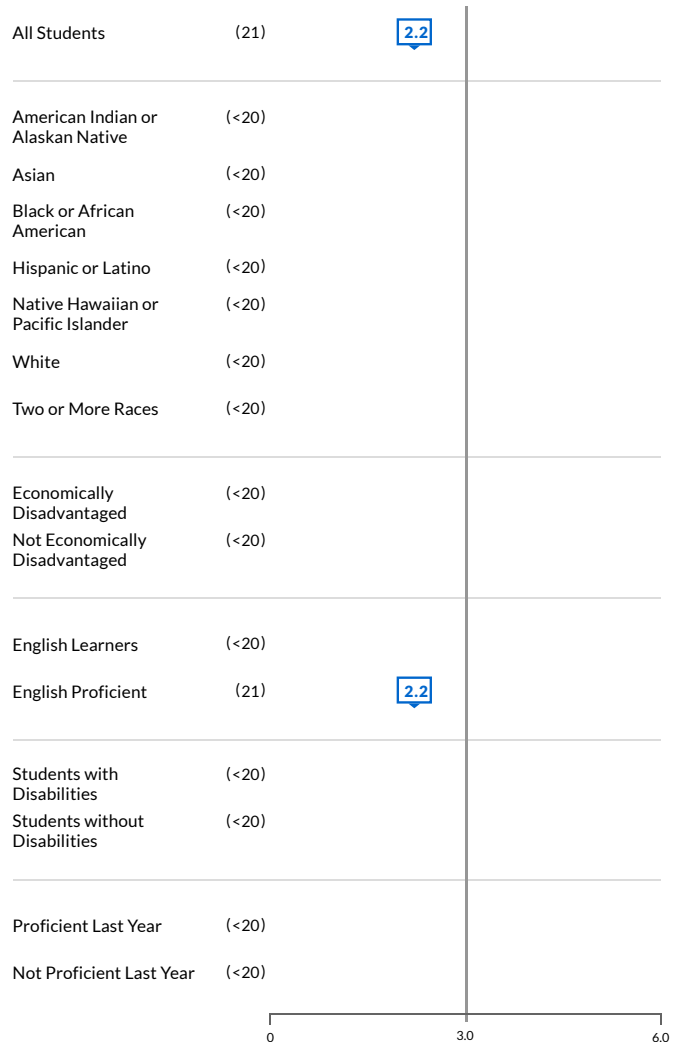 All Students (21) 2.2
American Indian or (<20)
Alaskan Native
Asian (<20)
Black or African (<20)
American
Hispanic or Latino (<20)
Native Hawaiian or (<20)
Pacific Islander
White (<20)
Two or More Races (<20)
Economically (<20)
Disadvantaged
Not Economically (<20)
Disadvantaged
English Learners (<20)
English Proficient (21) 2.2
Students with (<20)
Disabilities
Students without (<20)
Disabilities
Proficient Last Year (<20)
Not Proficient Last Year (<20)
0 3.0 6.0